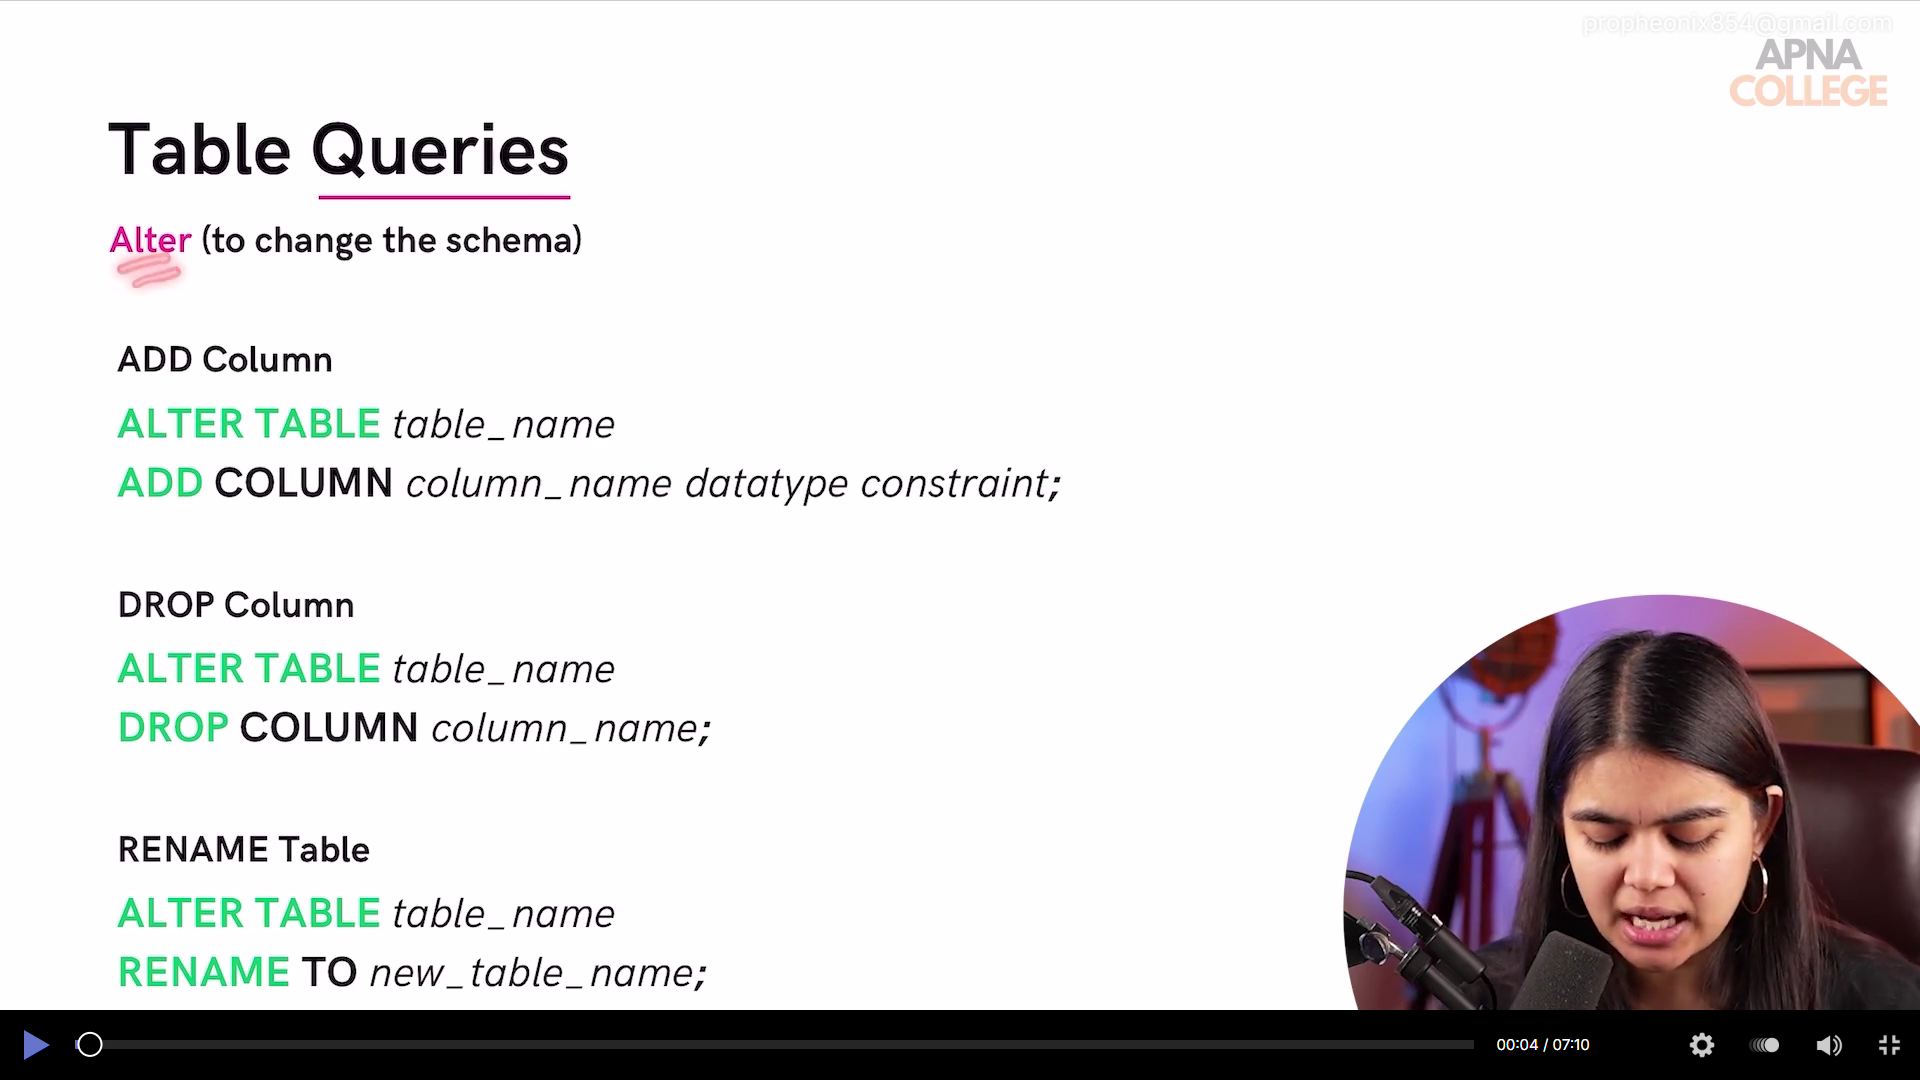 propheonix854@gmail.com
APNA
COLLEGE
Table Queries
Alter (to change the schema)
ADD Column
ALTER TABLE table_name
ADD COLUMN column_name datatype constraint;
DROP Column
ALTER TABLE table_name
DROP COLUMN column_name;
RENAME Table
ALTER TABLE table_name
RENAME TO new_table_name;
00:04 / 07:10